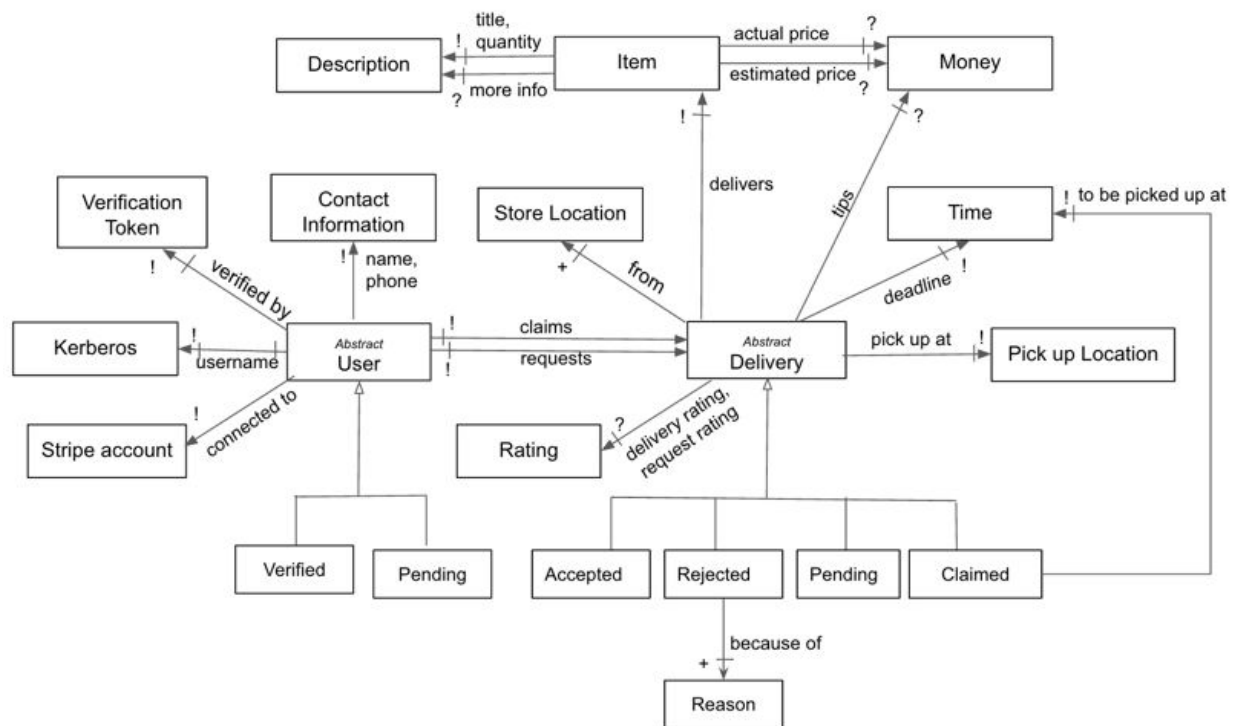 title,
quantity
!
actual price
?
Description
Item
Money
?
more info
estimated price
?
!
?
delivers
tips
Verification
Token
Contact
Information
Store Location
Time
!
to be picked up at
!
verified by
!
name,
phone
+
from
deadline
!
Kerberos
!
username
Abstract
User
!
claims
requests
!
Abstract
Delivery
pick up at
!
Pick up Location
Stripe account
!
connected to
Rating
?
delivery rating,
request rating
Verified
Pending
Accepted
Rejected
Pending
Claimed
because of
+
Reason